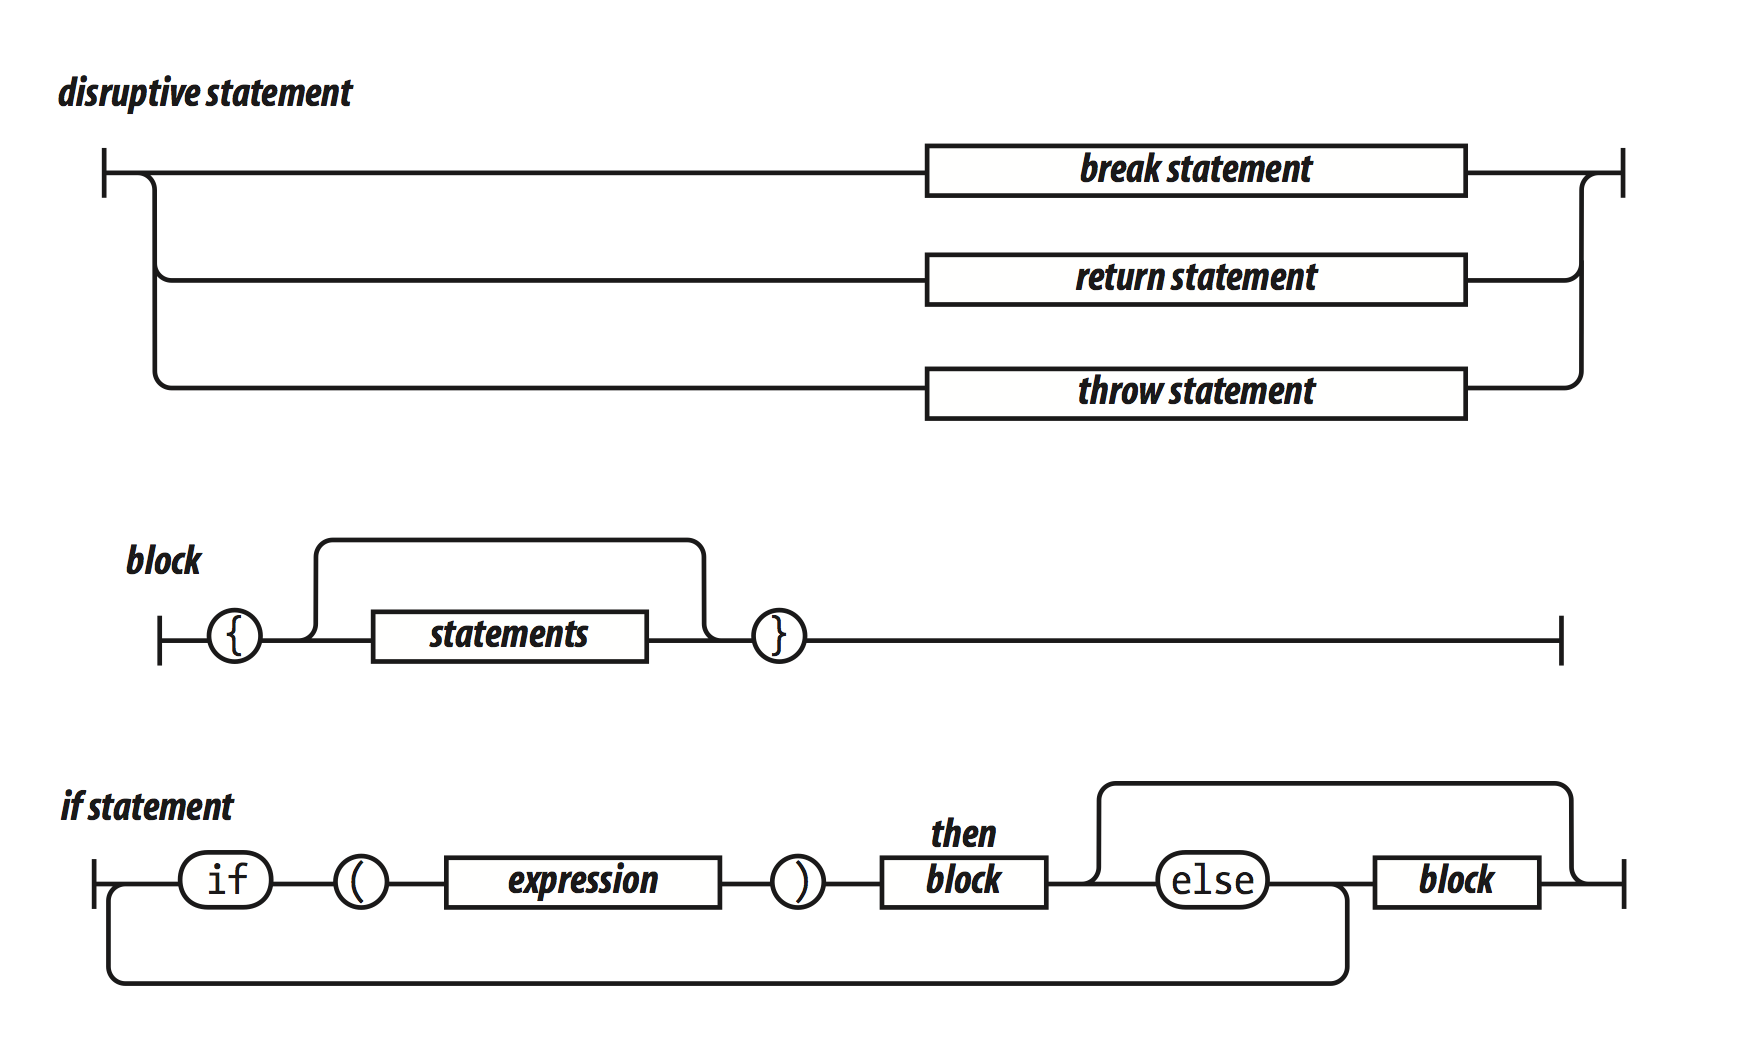 disruptive statement
break statement
return statement
throw statement
block
{ statements }
if statement
then
if ( expression ) block else block